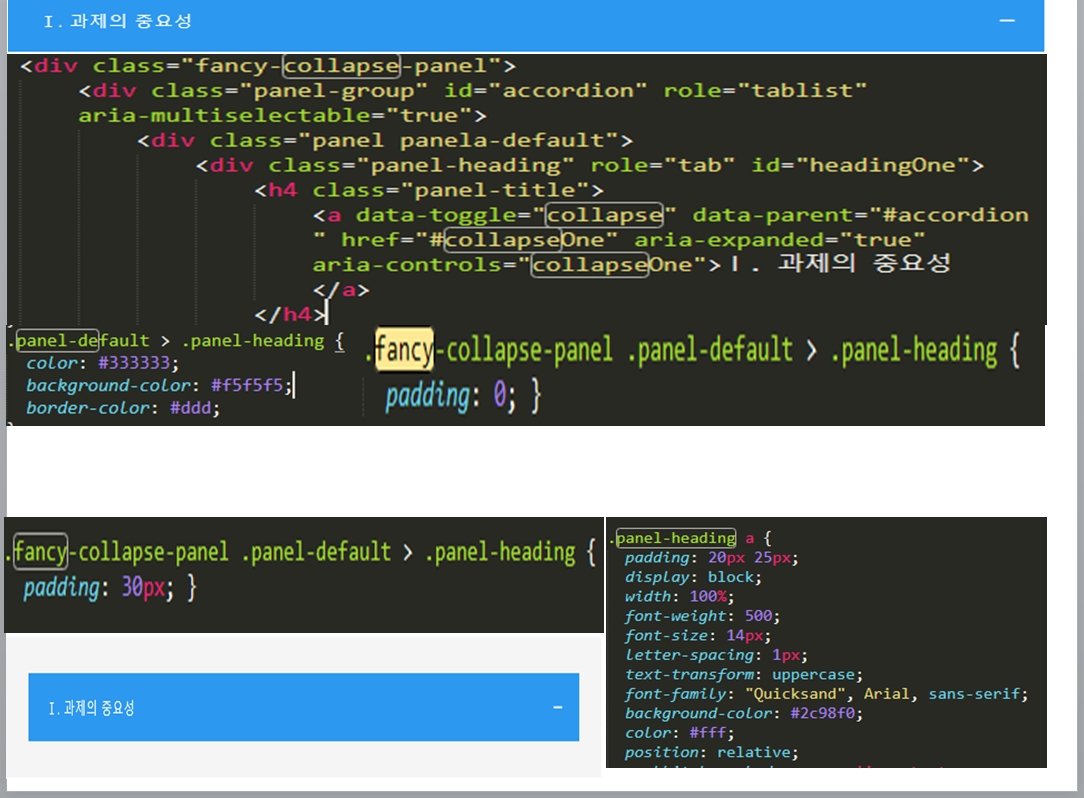 Ⅰ. 과제의 중요성 −
<div class="fancy-collapse-panel">
<div class="panel-group" id="accordion" role="tablist"
aria-multiselectable="true">
<div class="panel panela-default">
<div class="panel-heading" role="tab" id="headingOne">
<h4 class="panel-title">
<a data-toggle="collapse" data-parent="#accordion
" href="#collapseOne" aria-expanded="true"
aria-controls="collapseOne">Ⅰ. 과제의 중요성
</a>
</h4>
.panel-default > .panel-heading {
color: #333333;
background-color: #f5f5f5;
border-color: #ddd;
.fancy-collapse-panel .panel-default > .panel-heading {
padding: 0; }
.fancy-collapse-panel .panel-default > .panel-heading {
padding: 30px; }
Ⅰ. 과제의 중요성 −
.panel-heading a {
padding: 20px 25px;
display: block;
width: 100%;
font-weight: 500;
font-size: 14px;
letter-spacing: 1px;
text-transform: uppercase;
font-family: "Quicksand", Arial, sans-serif;
background-color: #2c98f0;
color: #fff;
position: relative;